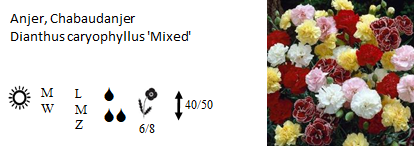 Anjer, Chabaudanjer
Dianthus caryophyllus 'Mixed'
M L
W M
Z
40/50
6/8